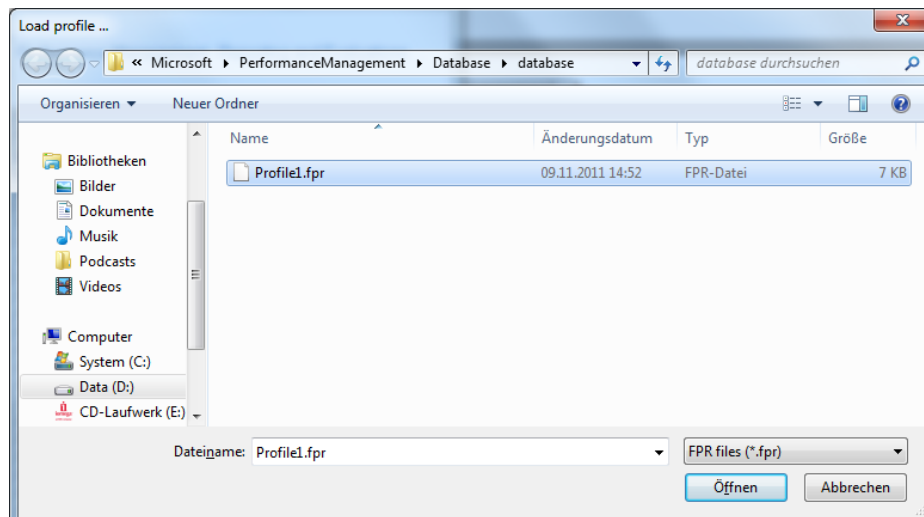 Load profile ...
« Microsoft ▸ PerformanceManagement ▸ Database ▸ database
database durchsuchen
Organisieren Neuer Ordner
Name Änderungsdatum Typ Größe
Profile1.fpr 09.11.2011 14:52 FPR-Datei 7 KB
Bibliotheken
Bilder
Dokumente
Musik
Podcasts
Videos
Computer
System (C:)
Data (D:)
CD-Laufwerk (E:)
Dateiname: Profile1.fpr FPR files (*.fpr)
Öffnen Abbrechen